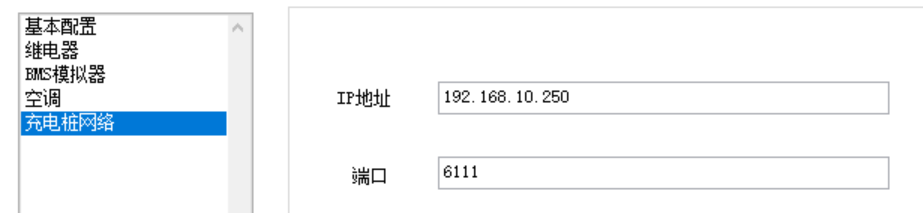 基本配置
继电器
BMS模拟器
空调
充电桩网络
IP地址 192.168.10.250
端口 6111